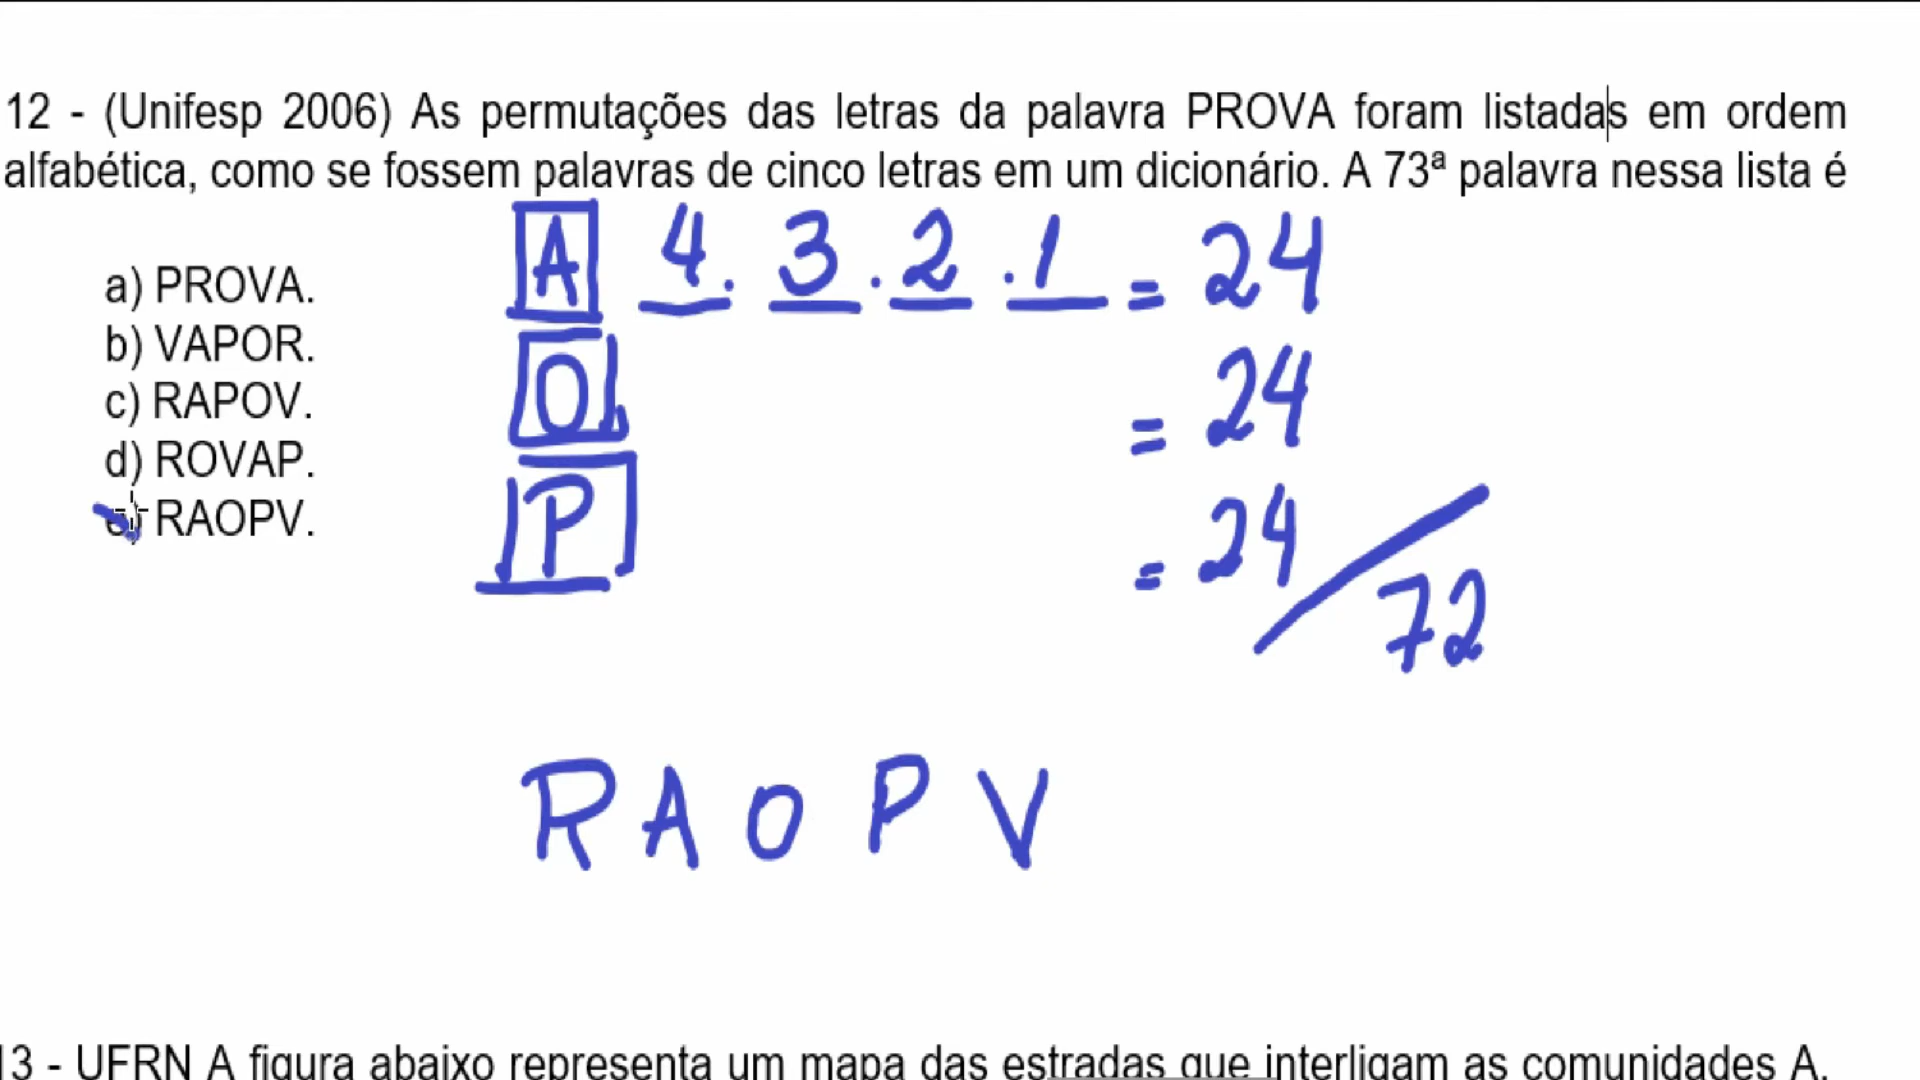 12 - (Unifesp 2006) As permutações das letras da palavra PROVA foram listadas em ordem
alfabética, como se fossem palavras de cinco letras em um dicionário. A 73ª palavra nessa lista é
A 4. 3 . 2 . 1 = 24
a) PROVA.
b) VAPOR.
O = 24
c) RAPOV.
d) ROVAP.
e) RAOPV.
P = 24
72
R A O P V
13 - UFRN A figura abaixo representa um mapa das estradas que interligam as comunidades A,